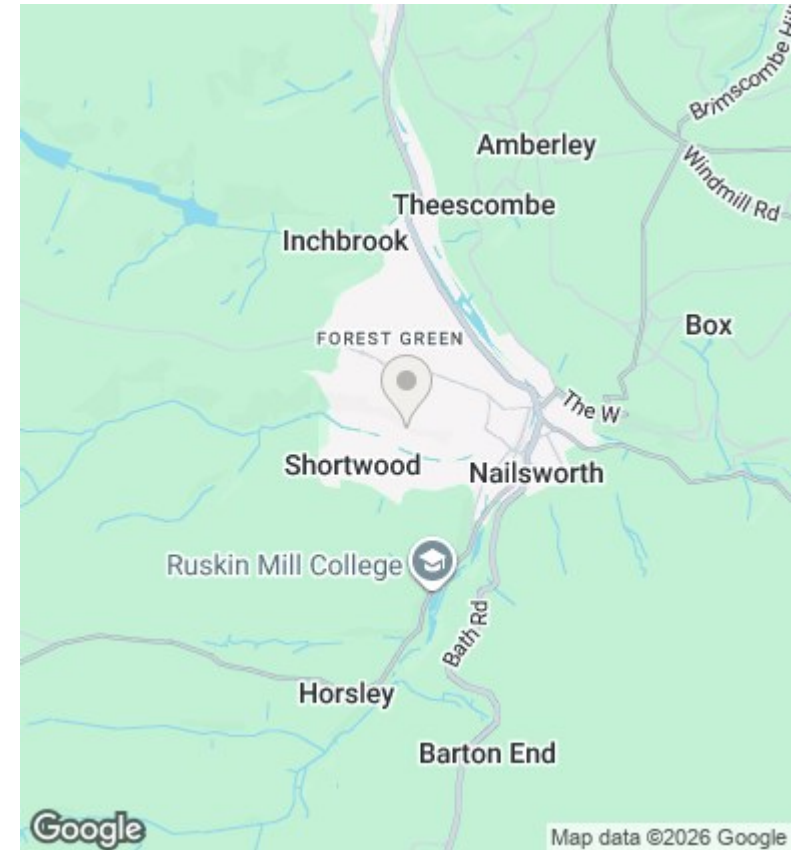 Brimscombe Hill
Amberley
Windmill Rd
Theescombe
Inchbrook
Box
FOREST GREEN
The W
Shortwood
Nailsworth
Ruskin Mill College
Bath Rd
Horsley
Barton End
Google
Map data ©2026 Google